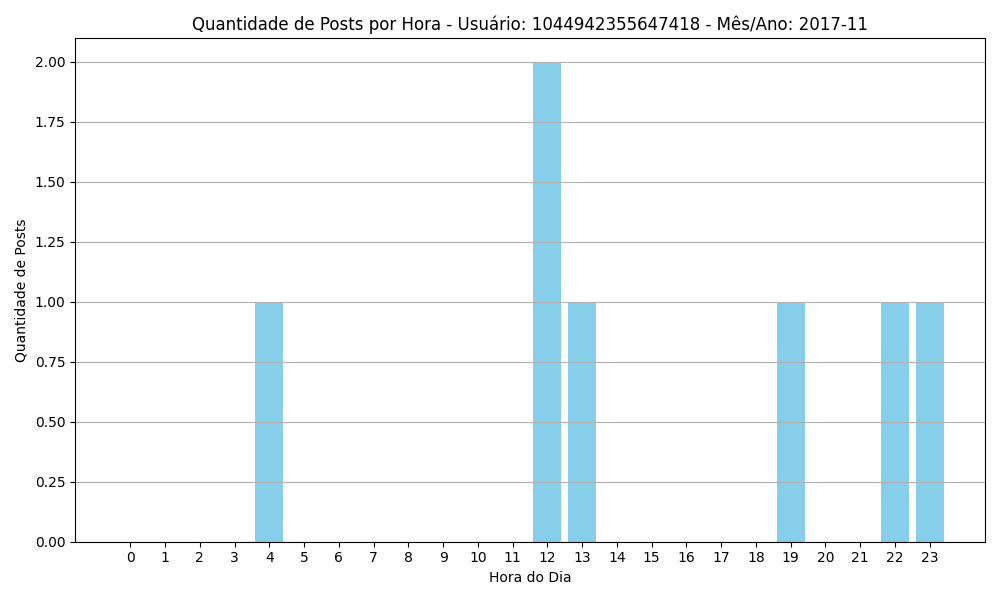 Quantidade de Posts por Hora - Usuário: 1044942355647418 - Mês/Ano: 2017-11
2.00
1.75
1.50
1.25
1.00
0.75
0.50
0.25
0.00
Quantidade de Posts
0 1 2 3 4 5 6 7 8 9 10 11 12 13 14 15 16 17 18 19 20 21 22 23
Hora do Dia